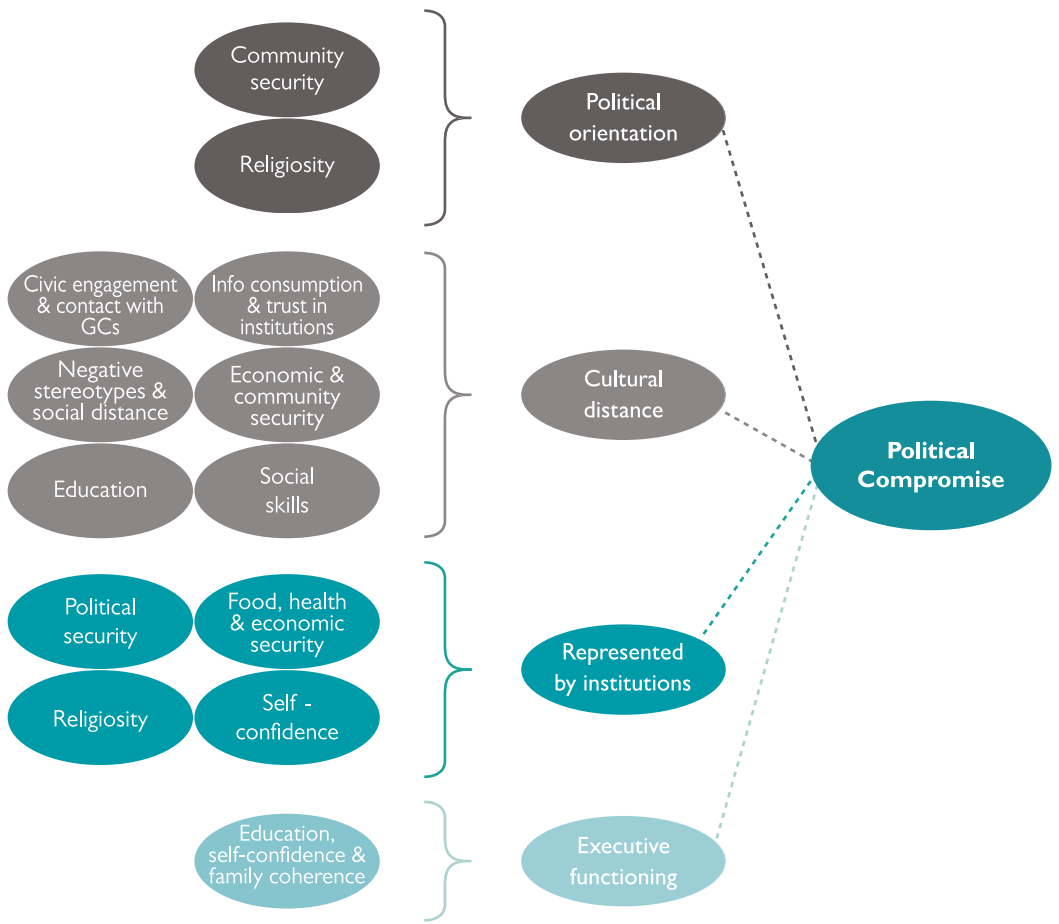 Community
security
Religiosity
Political
orientation
Civic engagement
& contact with
GCs
Info consumption
& trust in
institutions
Negative
stereotypes &
social distance
Economic &
community
security
Education
Social
skills
Cultural
distance
Political
Compromise
Political
security
Food, health
& economic
security
Religiosity
Self -
confidence
Represented
by institutions
Education,
self-confidence &
family coherence
Executive
functioning